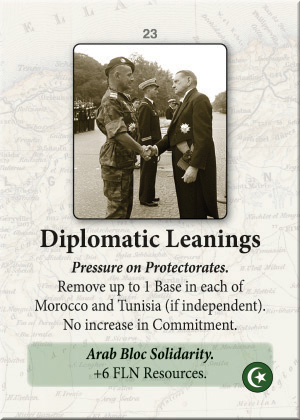 23
Diplomatic Leanings
Pressure on Protectorates.
Remove up to 1 Base in each of
Morocco and Tunisia (if independent).
No increase in Commitment.
Arab Bloc Solidarity.
+6 FLN Resources.